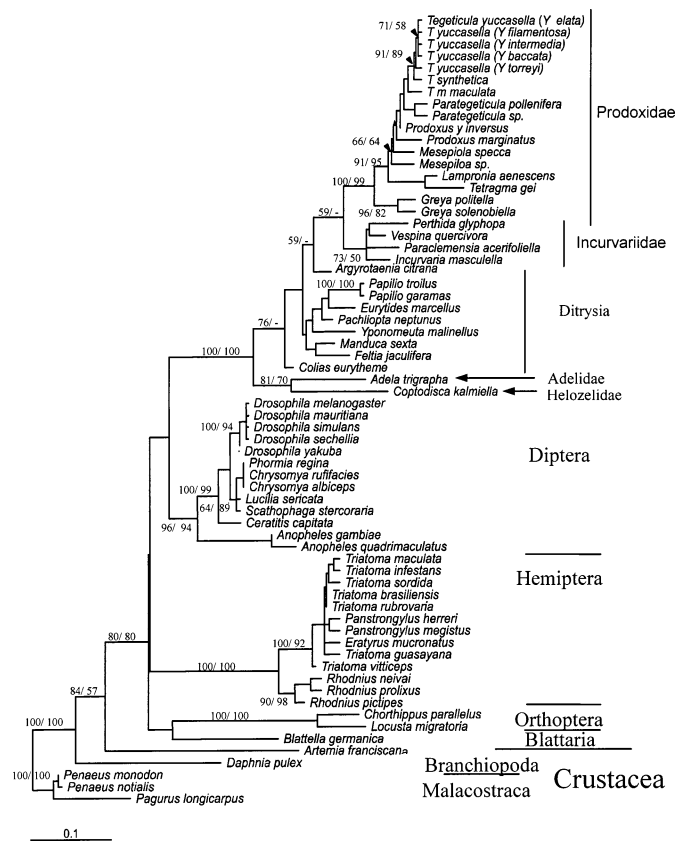 Tegeticula yuccasella (Y elata)
71/ 58
T yuccasella (Y filamentosa)
T yuccasella (Y intermedia)
91/ 89
T yuccasella (Y baccata)
T yuccasella (Y torreyi)
T synthetica
T m maculata
Parategeticula pollenifera
Parategeticula sp.
Prodoxidae
Prodoxus y inversus
Prodoxus marginatus
66/ 64
Mesepiola specca
91/ 95
Mesepiloa sp.
Lampronia aenescens
100/ 99
Tetragma gei
Greya politella
96/ 82
Greya solenobiella
59/ -
Perthida glyphopa
Vespina quercivora
Incurvariidae
59/ -
Paraclemensia acerifoliella
73/ 50
Incurvaria masculella
Argyrotaenia citrana
100/ 100
Papilio troilus
Papilio garamas
Eurytides marcellus
Ditrysia
Pachliopta neptunus
76/ -
Yponomeuta malinellus
Manduca sexta
100/ 100
Feltia jaculifera
Colias eurytheme
81/ 70
Adela trigrapha
Adelidae
Coptodisca kalmiella
Helozelidae
Drosophila melanogaster
Drosophila mauritiana
100/ 94
Drosophila simulans
Drosophila sechellia
Drosophila yakuba
Diptera
Phormia regina
Chrysomya rufifacies
100/ 99
Chrysomya albiceps
Lucilia sericata
64/ 89
Scathophaga stercoraria
96/ 94
Ceratitis capitata
Anopheles gambiae
Anopheles quadrimaculatus
Triatoma maculata
Triatoma infestans
Hemiptera
Triatoma sordida
Triatoma brasiliensis
Triatoma rubrovaria
Panstrongylus herreri
Panstrongylus megistus
80/ 80
100/ 92
Eratyrus mucronatus
Triatoma guasayana
100/ 100
Triatoma vitticeps
Rhodnius neivai
84/ 57
90/ 98
Rhodnius prolixus
Rhodnius pictipes
100/ 100
Chorthippus parallelus
Orthoptera
100/ 100
Locusta migratoria
Blattella germanica
Blattaria
Artemia franciscana
Daphnia pulex
Branchiopoda
100/ 100
Penaeus monodon
Crustacea
Penaeus notialis
Malacostraca
Pagurus longicarpus
0.1